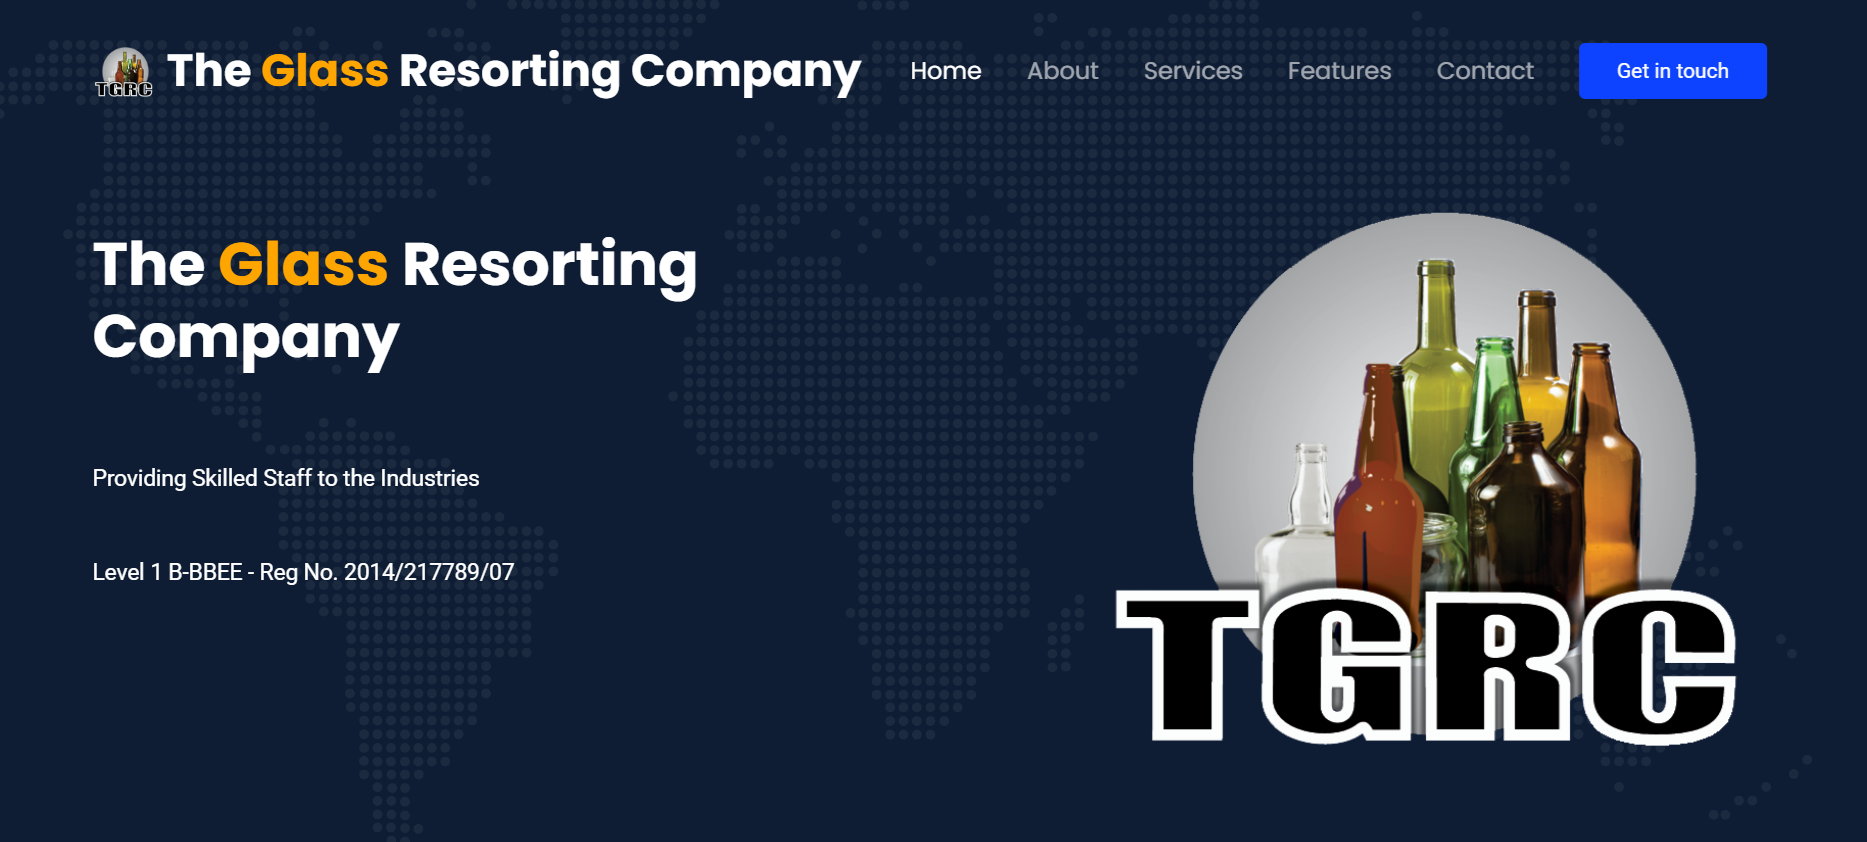 TGRC
The Glass Resorting Company
Home
About
Services
Features
Contact
Get in touch
The Glass Resorting
Company
Providing Skilled Staff to the Industries
Level 1 B-BBEE - Reg No. 2014/217789/07
TGRC